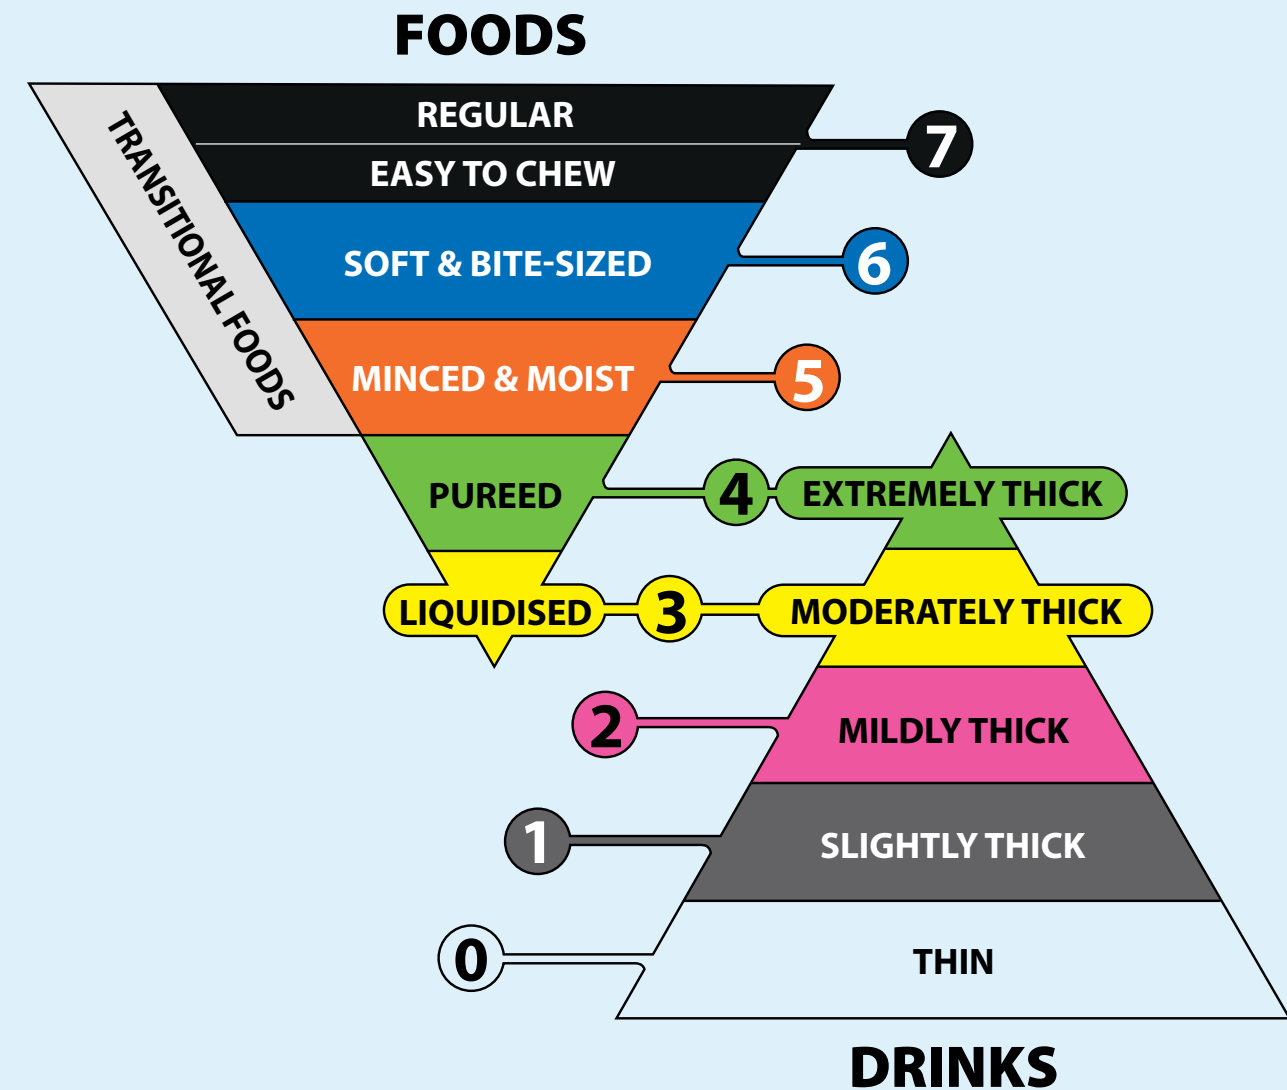 FOODS
TRANSITIONAL FOODS
REGULAR
7
EASY TO CHEW
SOFT & BITE-SIZED
6
MINCED & MOIST
5
PUREED
4
EXTREMELY THICK
LIQUIDISED
3
MODERATELY THICK
2
MILDLY THICK
1
SLIGHTLY THICK
0
THIN
DRINKS